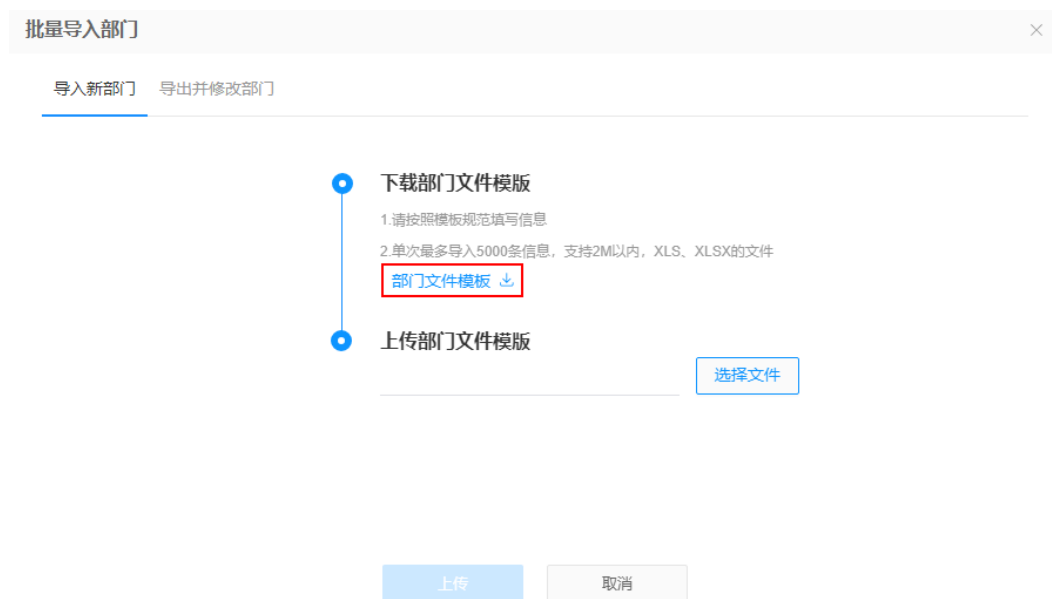 批量导入部门
导入新部门 导出并修改部门
下载部门文件模版
1.请按照模板规范填写信息
2.单次最多导入5000条信息，支持2M以内，XLS、XLSX的文件
部门文件模板
上传部门文件模版
选择文件
上传 取消